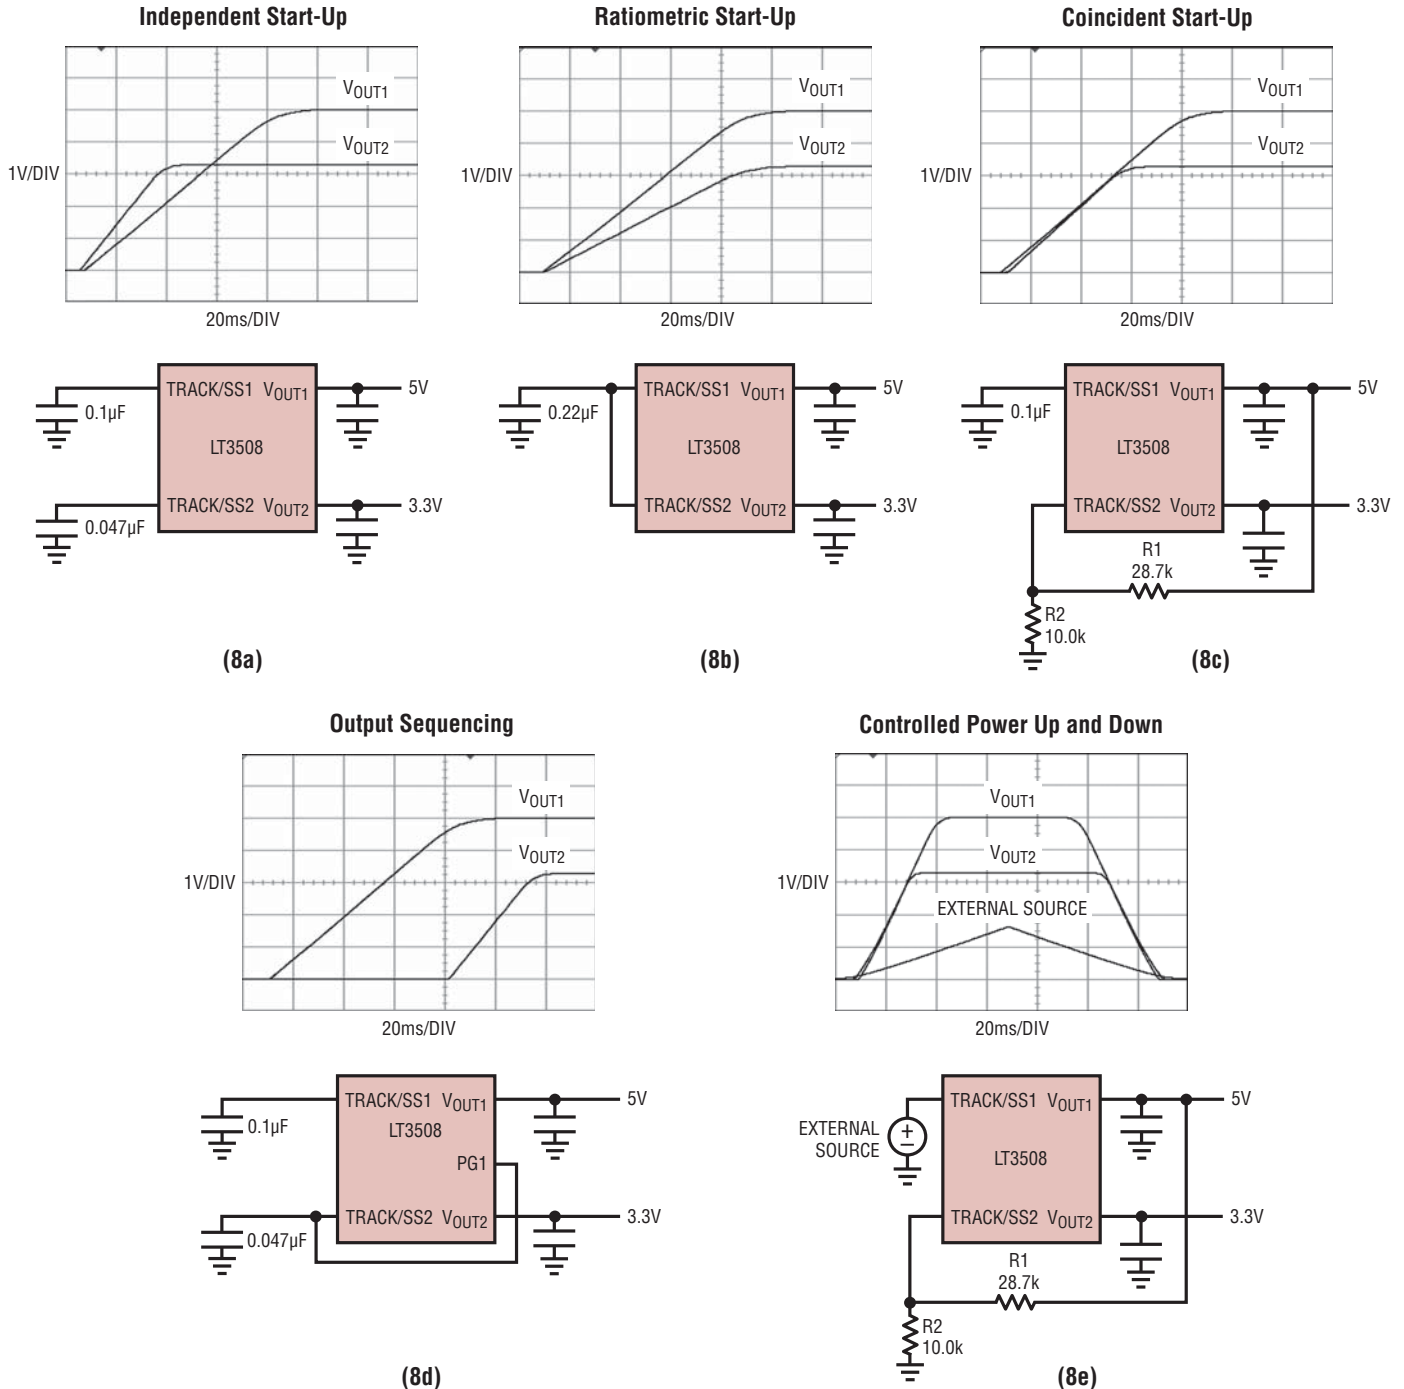 Independent Start-Up
VOUT1
VOUT2
1V/DIV
20ms/DIV
TRACK/SS1 VOUT1
5V
0.1µF
LT3508
TRACK/SS2 VOUT2
3.3V
0.047µF
(8a)
Ratiometric Start-Up
VOUT1
VOUT2
1V/DIV
20ms/DIV
TRACK/SS1 VOUT1
5V
0.22µF
LT3508
TRACK/SS2 VOUT2
3.3V
(8b)
Coincident Start-Up
VOUT1
VOUT2
1V/DIV
20ms/DIV
TRACK/SS1 VOUT1
5V
0.1µF
LT3508
TRACK/SS2 VOUT2
3.3V
R1
28.7k
R2
10.0k
(8c)
Output Sequencing
VOUT1
VOUT2
1V/DIV
20ms/DIV
TRACK/SS1 VOUT1
5V
0.1µF
LT3508
PG1
TRACK/SS2 VOUT2
3.3V
0.047µF
(8d)
Controlled Power Up and Down
VOUT1
VOUT2
1V/DIV
EXTERNAL SOURCE
20ms/DIV
TRACK/SS1 VOUT1
5V
EXTERNAL
SOURCE
+
–
LT3508
TRACK/SS2 VOUT2
3.3V
R1
28.7k
R2
10.0k
(8e)